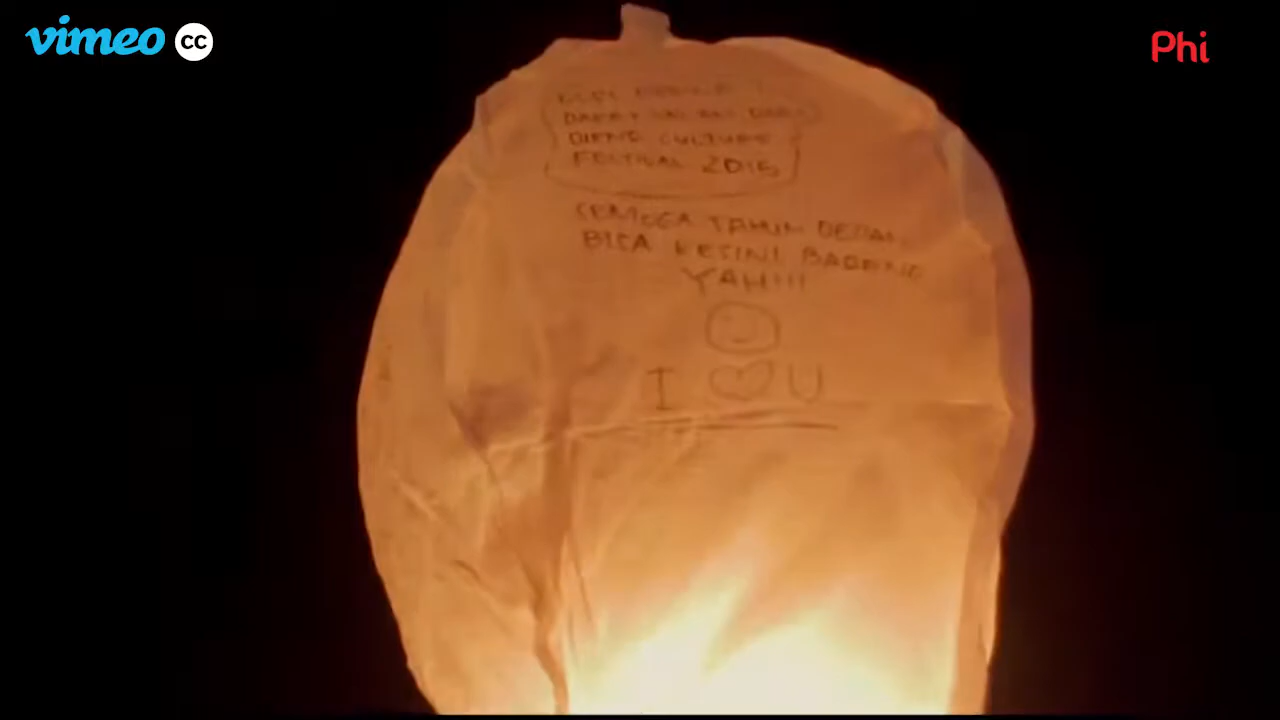 vimeo CC
Phi
DIENG CULTURE
FESTIVAL 2015
SEMOGA TAHUN DEPAN
BISA KESINI BARENG
YAH!!!
I ♡ U